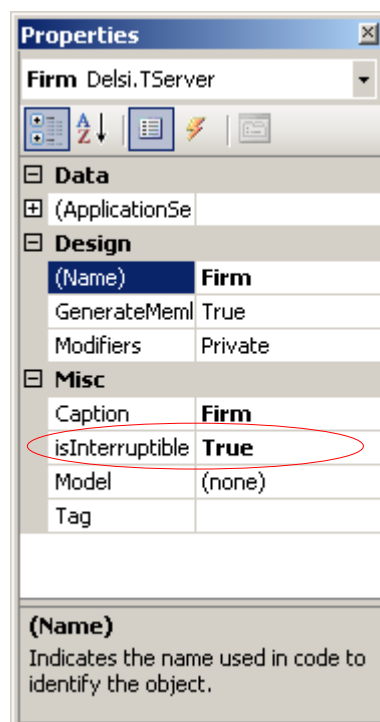 Properties
Firm Delsi.TServer
Data
(ApplicationSe
Design
(Name) Firm
GenerateMeml True
Modifiers Private
Misc
Caption Firm
isInterruptible True
Model (none)
Tag
(Name)
Indicates the name used in code to
identify the object.